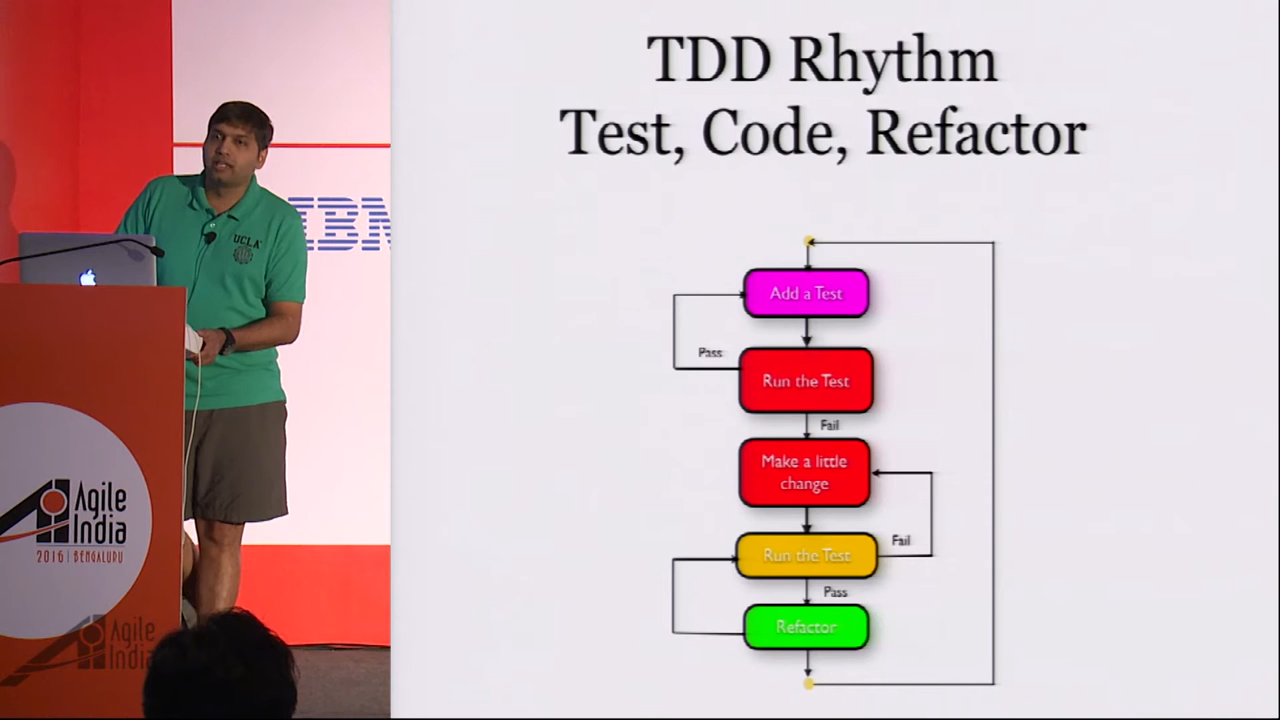 TDD Rhythm
Test, Code, Refactor
Add a Test
Pass
Run the Test
Fail
Make a little
change
Run the Test
Fail
Pass
Refactor
UCLA
IBM
Agile
India
2016 | BENGALURU
Agile
India